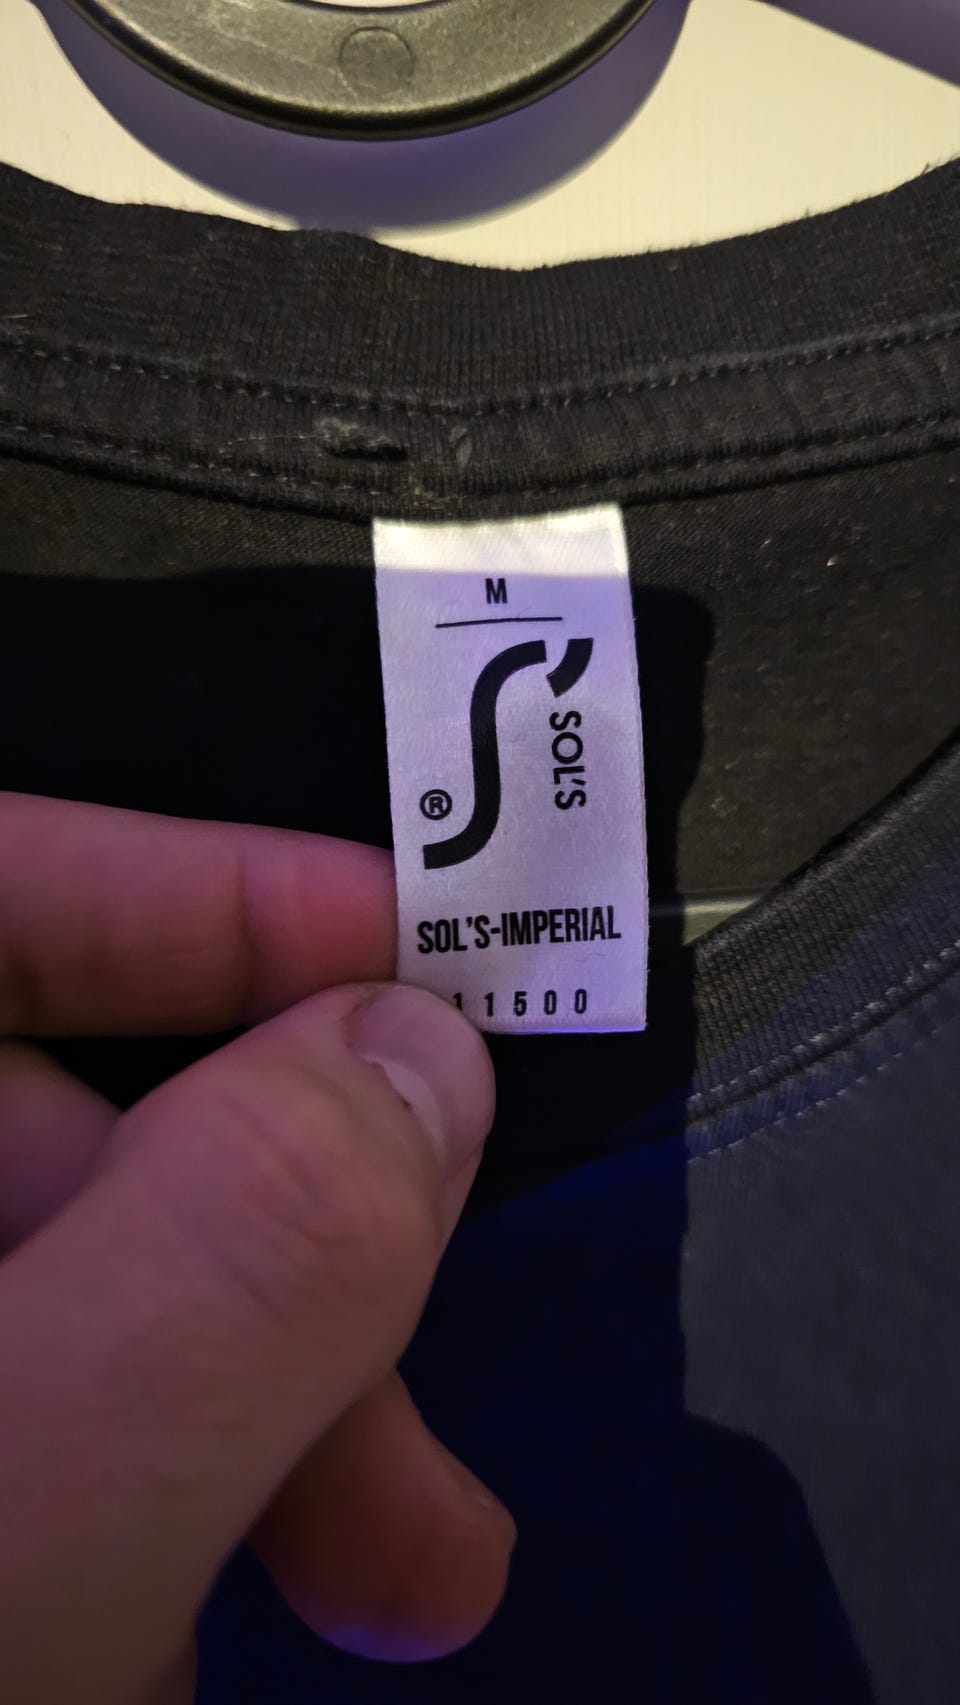 M
SOL'S
®
SOL'S-IMPERIAL
11500